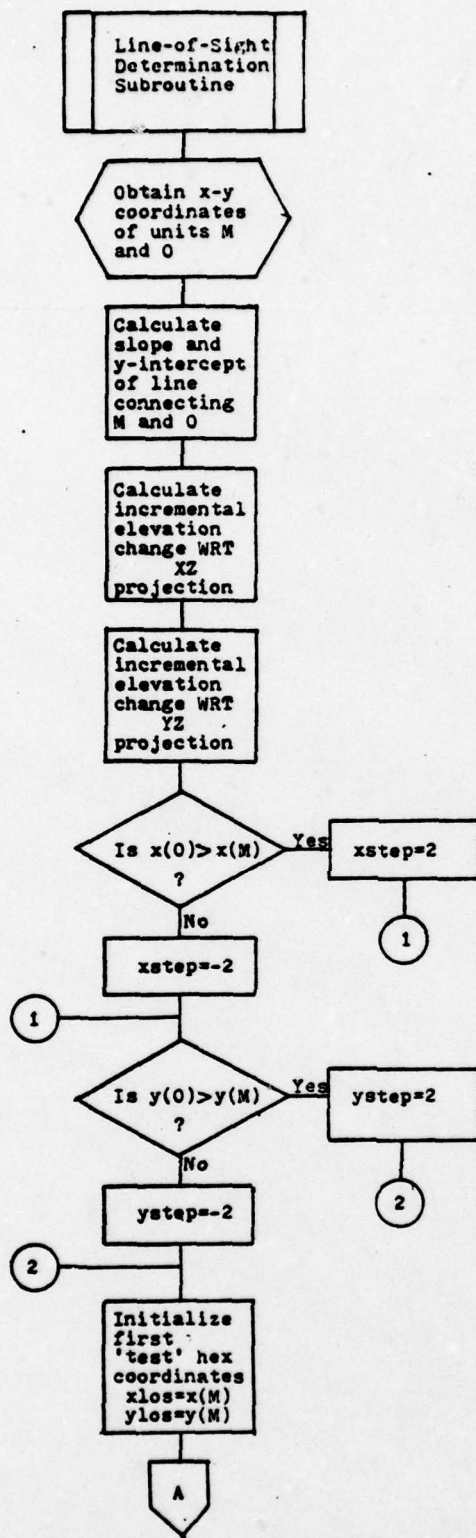 Line-of-Sight
Determination
Subroutine
Obtain x-y
coordinates
of units M
and O
Calculate
slope and
y-intercept
of line
connecting
M and O
Calculate
incremental
elevation
change WRT
XZ
projection
Calculate
incremental
elevation
change WRT
YZ
projection
Is x(O)> x(M)
?
Yes
xstep=2
1
No
xstep=-2
1
Is y(O)>y(M)
?
Yes
ystep=2
2
No
ystep=-2
2
Initialize
first
'test' hex
coordinates
xlos=x(M)
ylos=y(M)
A